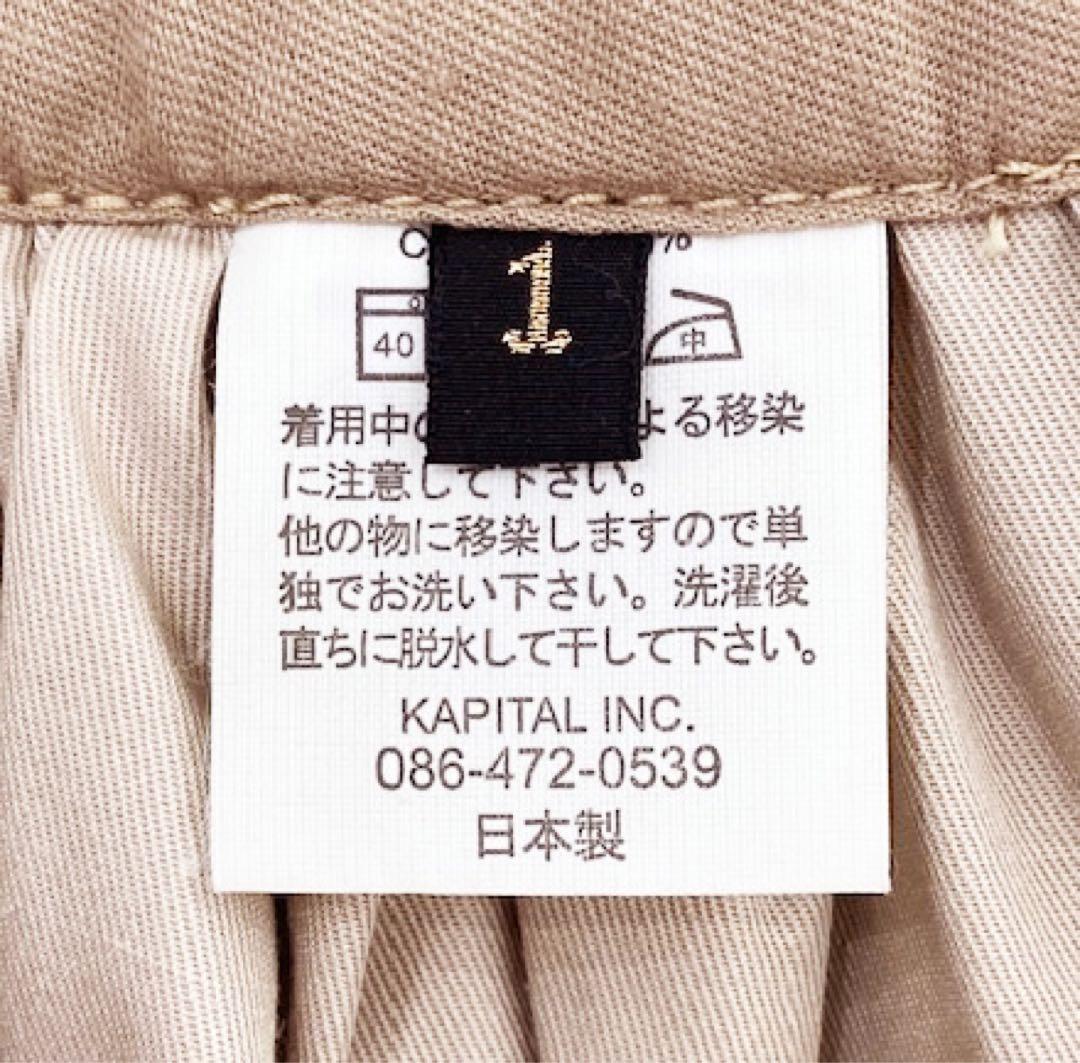 C %
1
40 中
着用中の よる移染
に注意して下さい。
他の物に移染しますので単
独でお洗い下さい。洗濯後
直ちに脱水して干して下さい。
KAPITAL INC.
086-472-0539
日本製